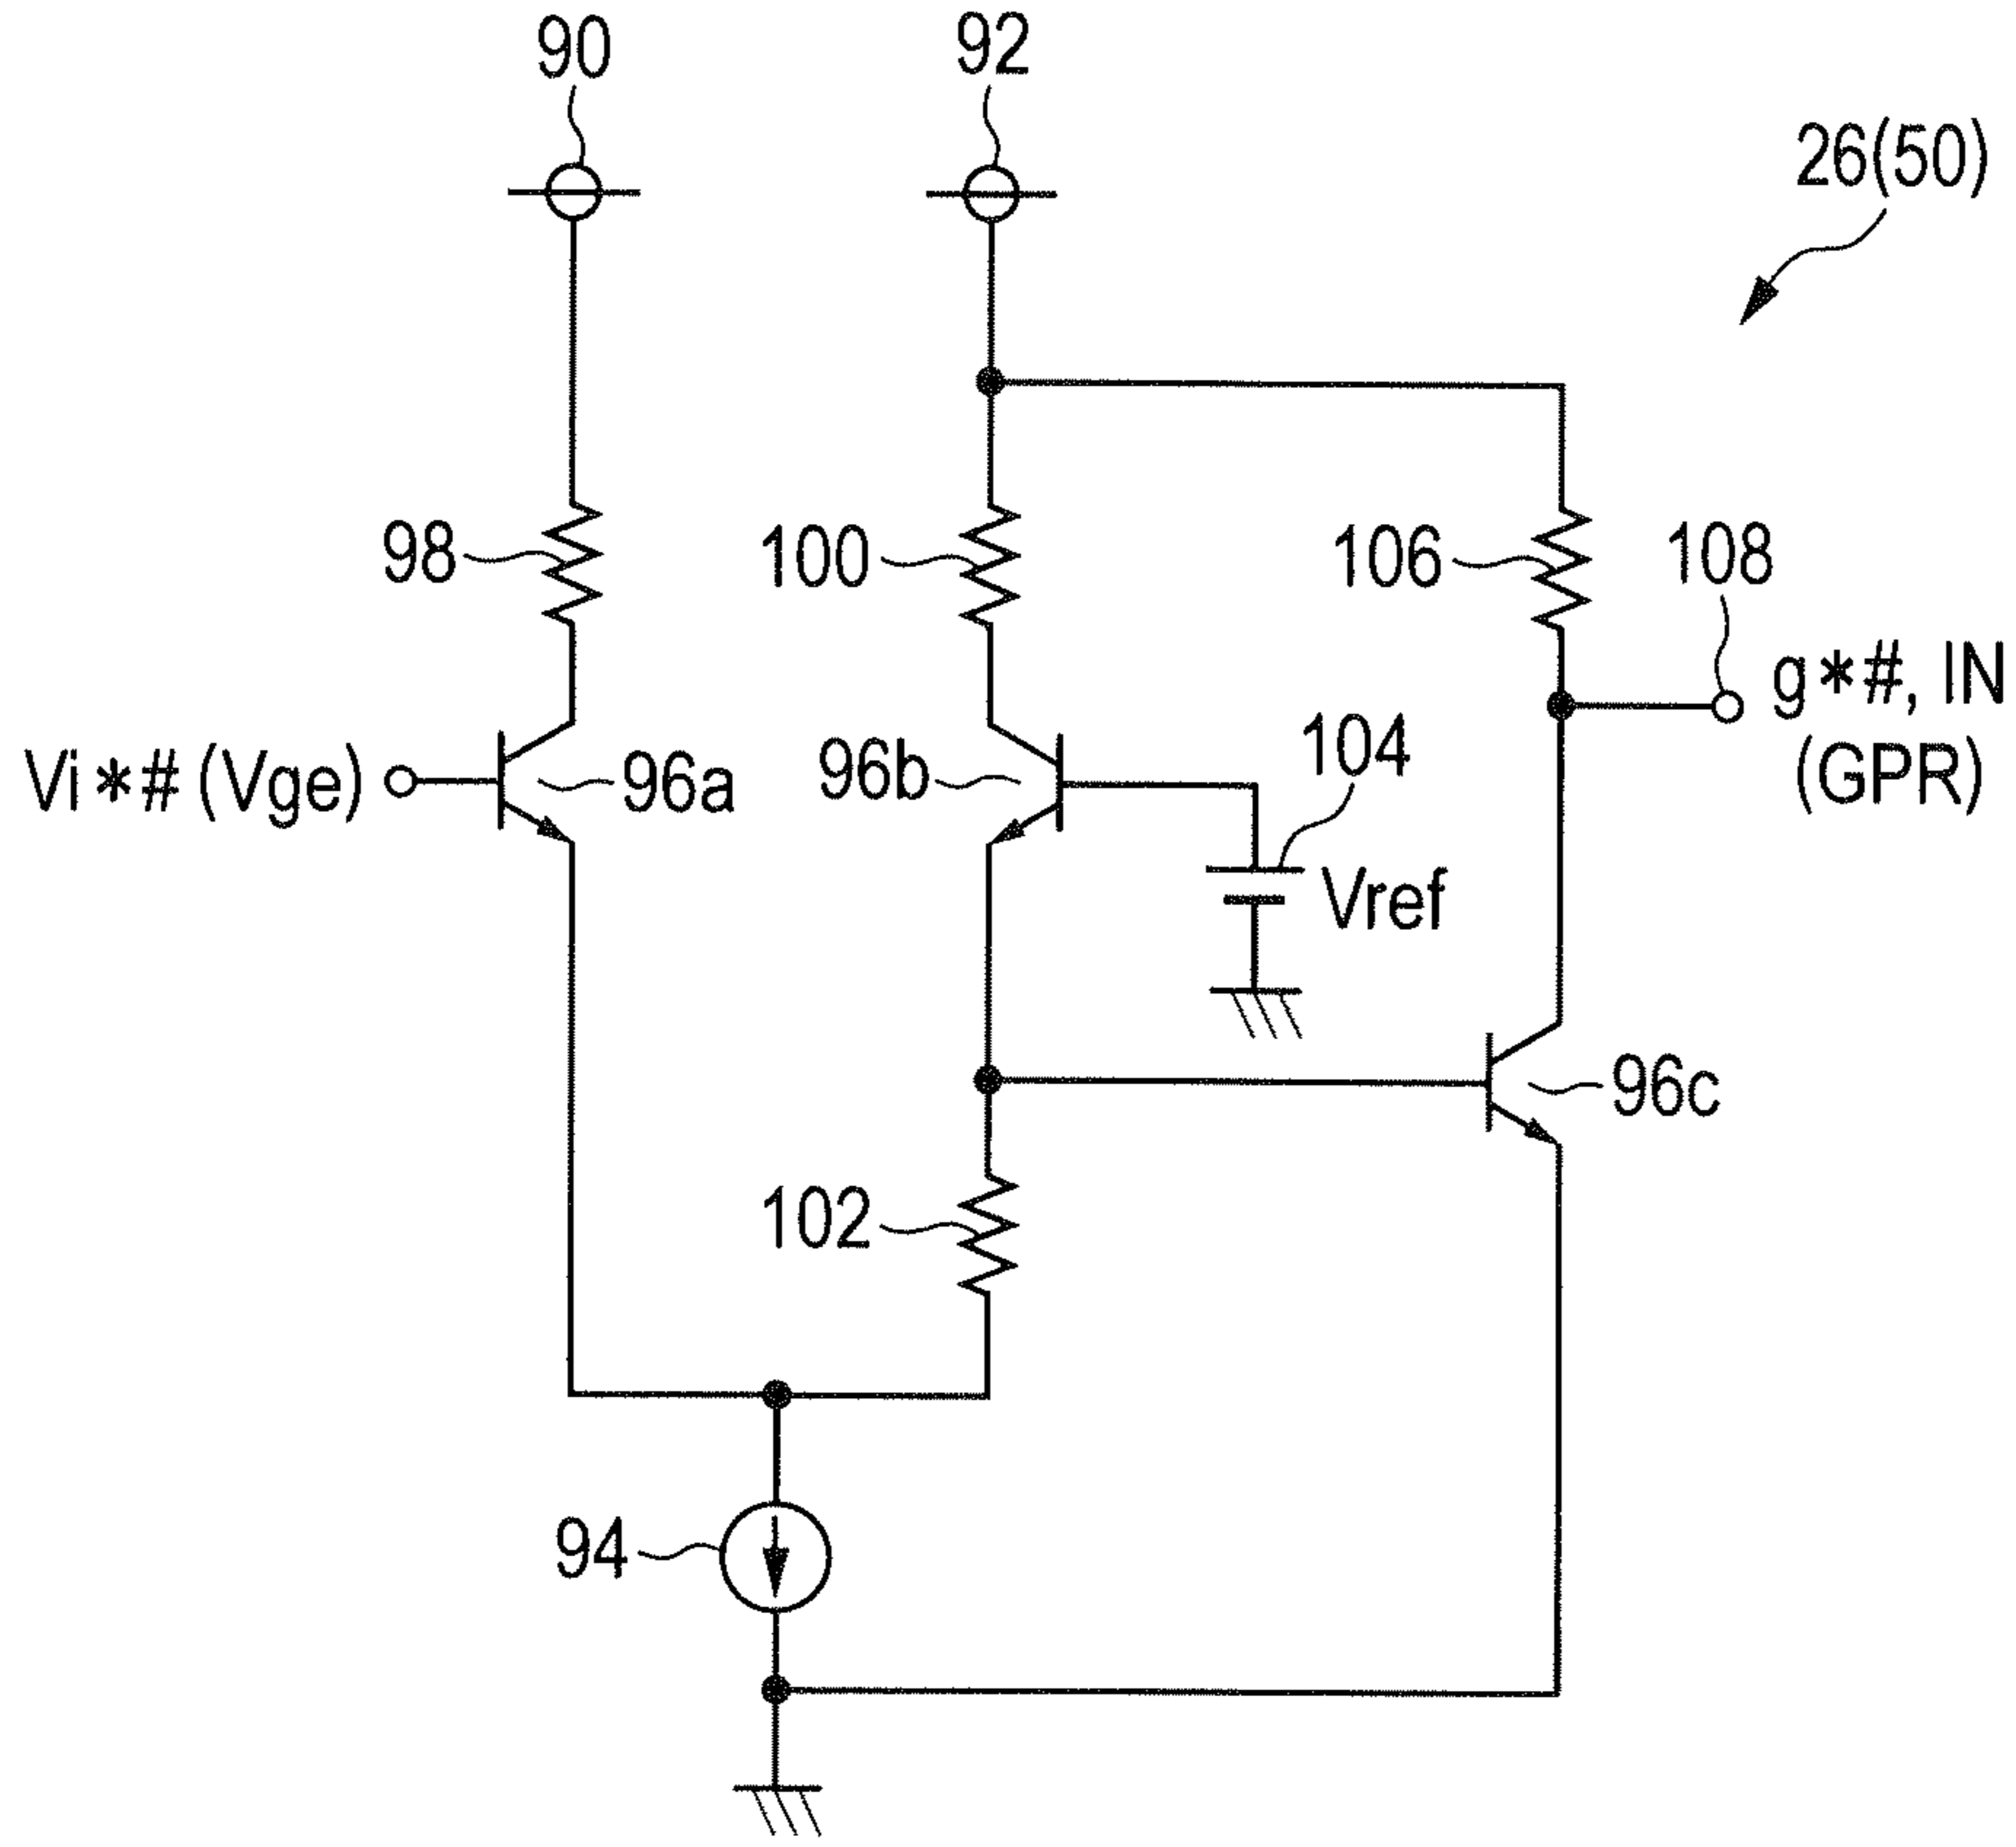 90
92
26(50)
98
100
106
108
g*#, IN
(GPR)
Vi*#(Vge)
96a
96b
104
Vref
96c
102
94